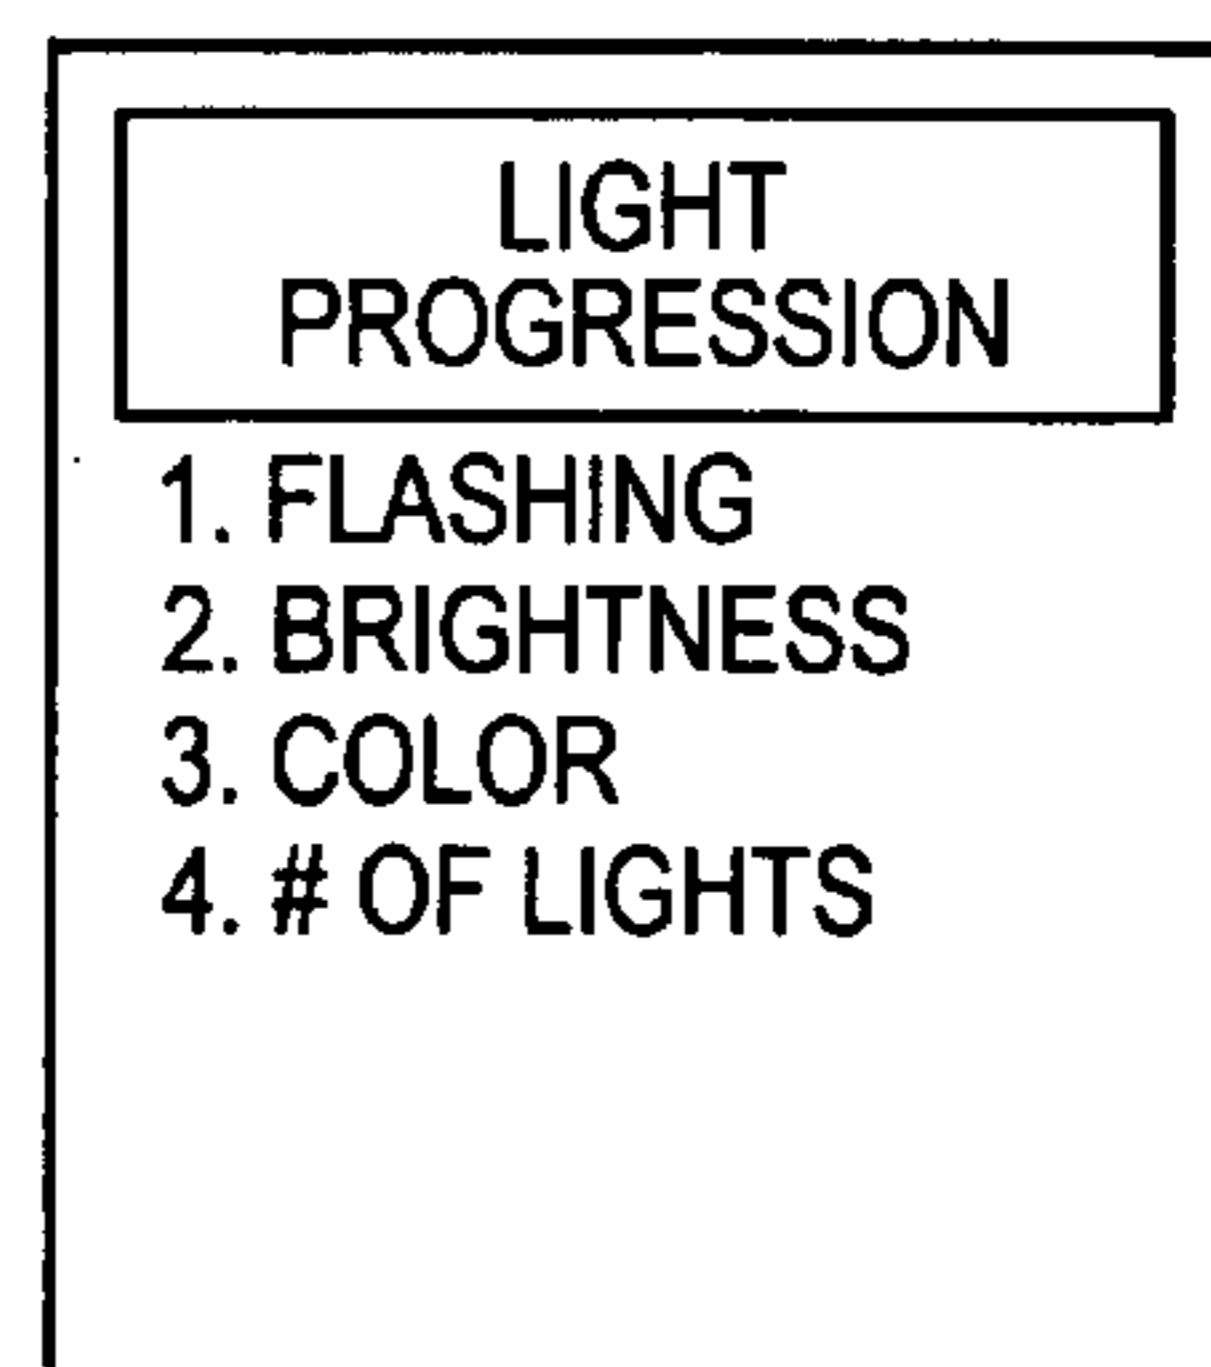 LIGHT
PROGRESSION
1. FLASHING
2. BRIGHTNESS
3. COLOR
4. # OF LIGHTS